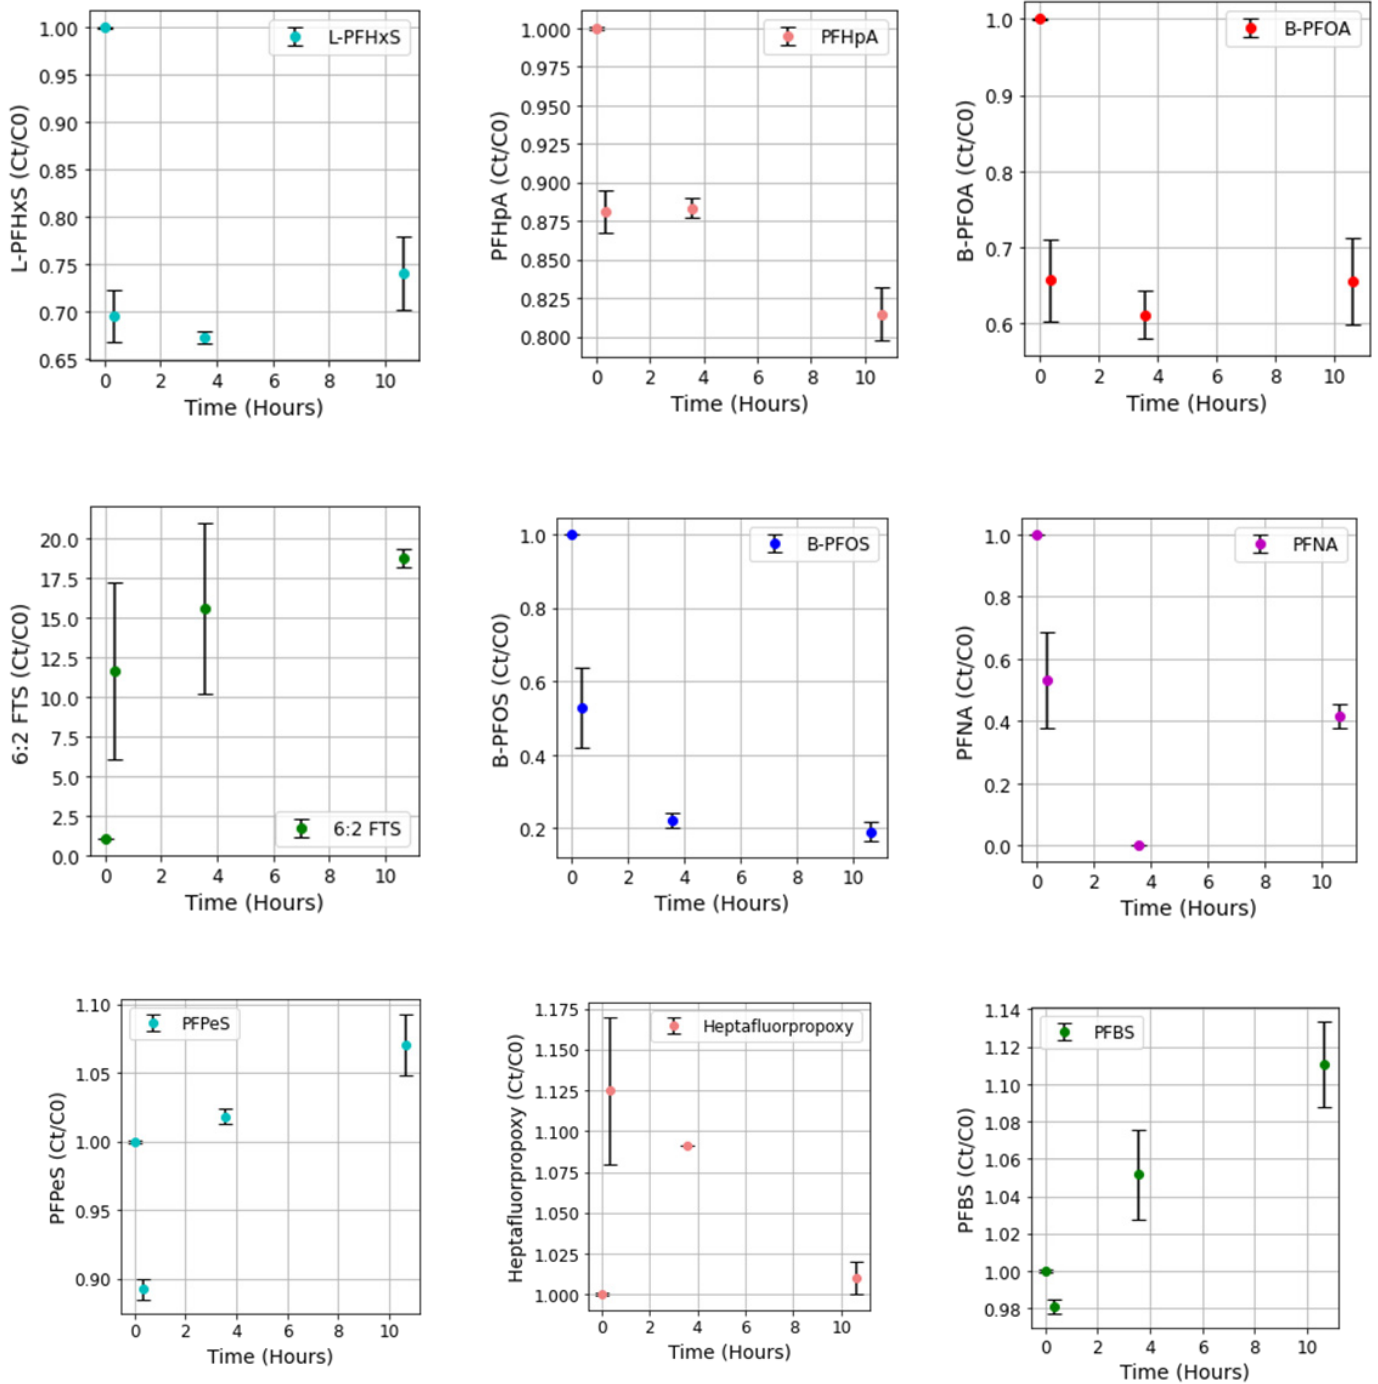 L-PFHxS (Ct/C0)
1.00
0.95
0.90
0.85
0.80
0.75
0.70
0.65
L-PFHxS
0 2 4 6 8 10
Time (Hours)
PFHpA (Ct/C0)
1.000
0.975
0.950
0.925
0.900
0.875
0.850
0.825
0.800
PFHpA
0 2 4 6 8 10
Time (Hours)
B-PFOA (Ct/C0)
1.0
0.9
0.8
0.7
0.6
B-PFOA
0 2 4 6 8 10
Time (Hours)
6:2 FTS (Ct/C0)
20.0
17.5
15.0
12.5
10.0
7.5
5.0
2.5
0.0
6:2 FTS
0 2 4 6 8 10
Time (Hours)
B-PFOS (Ct/C0)
1.0
0.8
0.6
0.4
0.2
B-PFOS
0 2 4 6 8 10
Time (Hours)
PFNA (Ct/C0)
1.0
0.8
0.6
0.4
0.2
0.0
PFNA
0 2 4 6 8 10
Time (Hours)
PFPeS (Ct/C0)
1.10
1.05
1.00
0.95
0.90
PFPeS
0 2 4 6 8 10
Time (Hours)
Heptafluorpropoxy (Ct/C0)
1.175
1.150
1.125
1.100
1.075
1.050
1.025
1.000
Heptafluorpropoxy
0 2 4 6 8 10
Time (Hours)
PFBS (Ct/C0)
1.14
1.12
1.10
1.08
1.06
1.04
1.02
1.00
0.98
PFBS
0 2 4 6 8 10
Time (Hours)